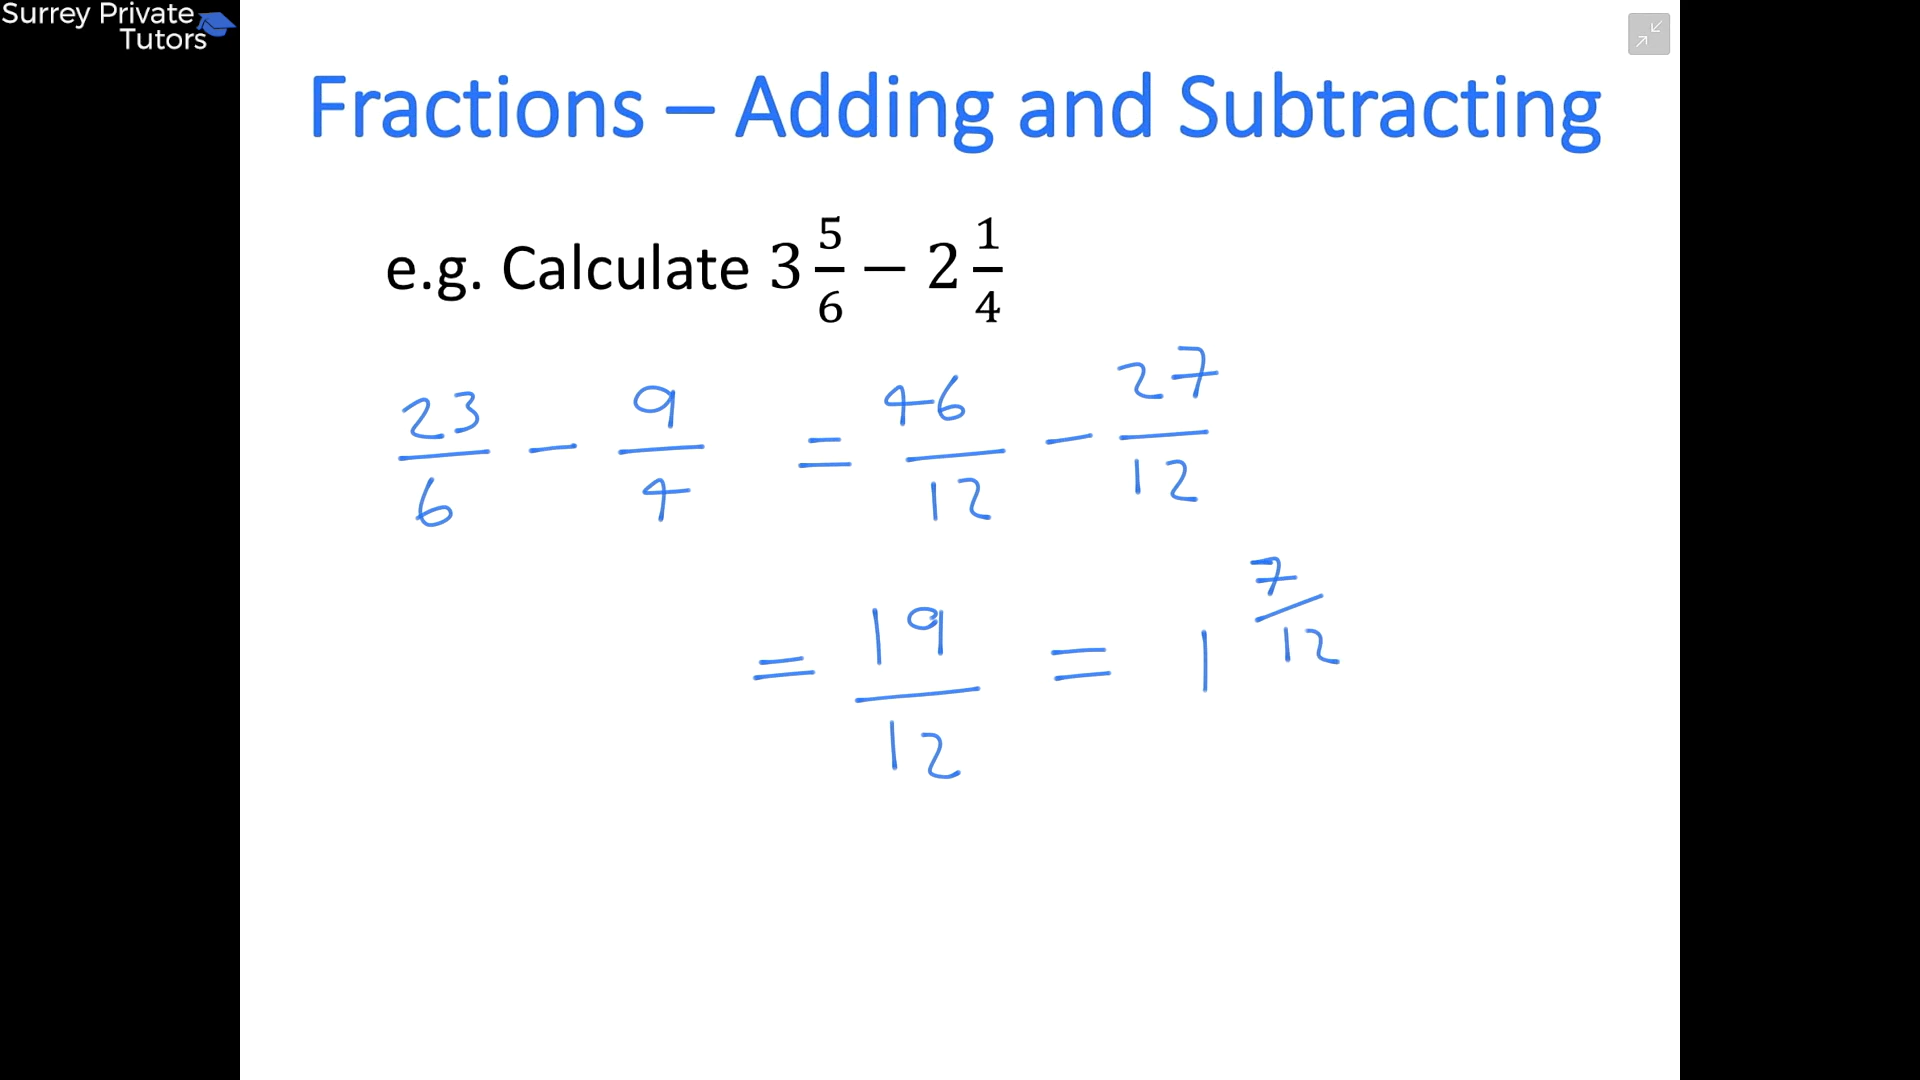 Surrey Private
Tutors
Fractions – Adding and Subtracting
e.g. Calculate 3 5/6 − 2 1/4
23/6 − 9/4 = 46/12 − 27/12
= 19/12 = 1 7/12